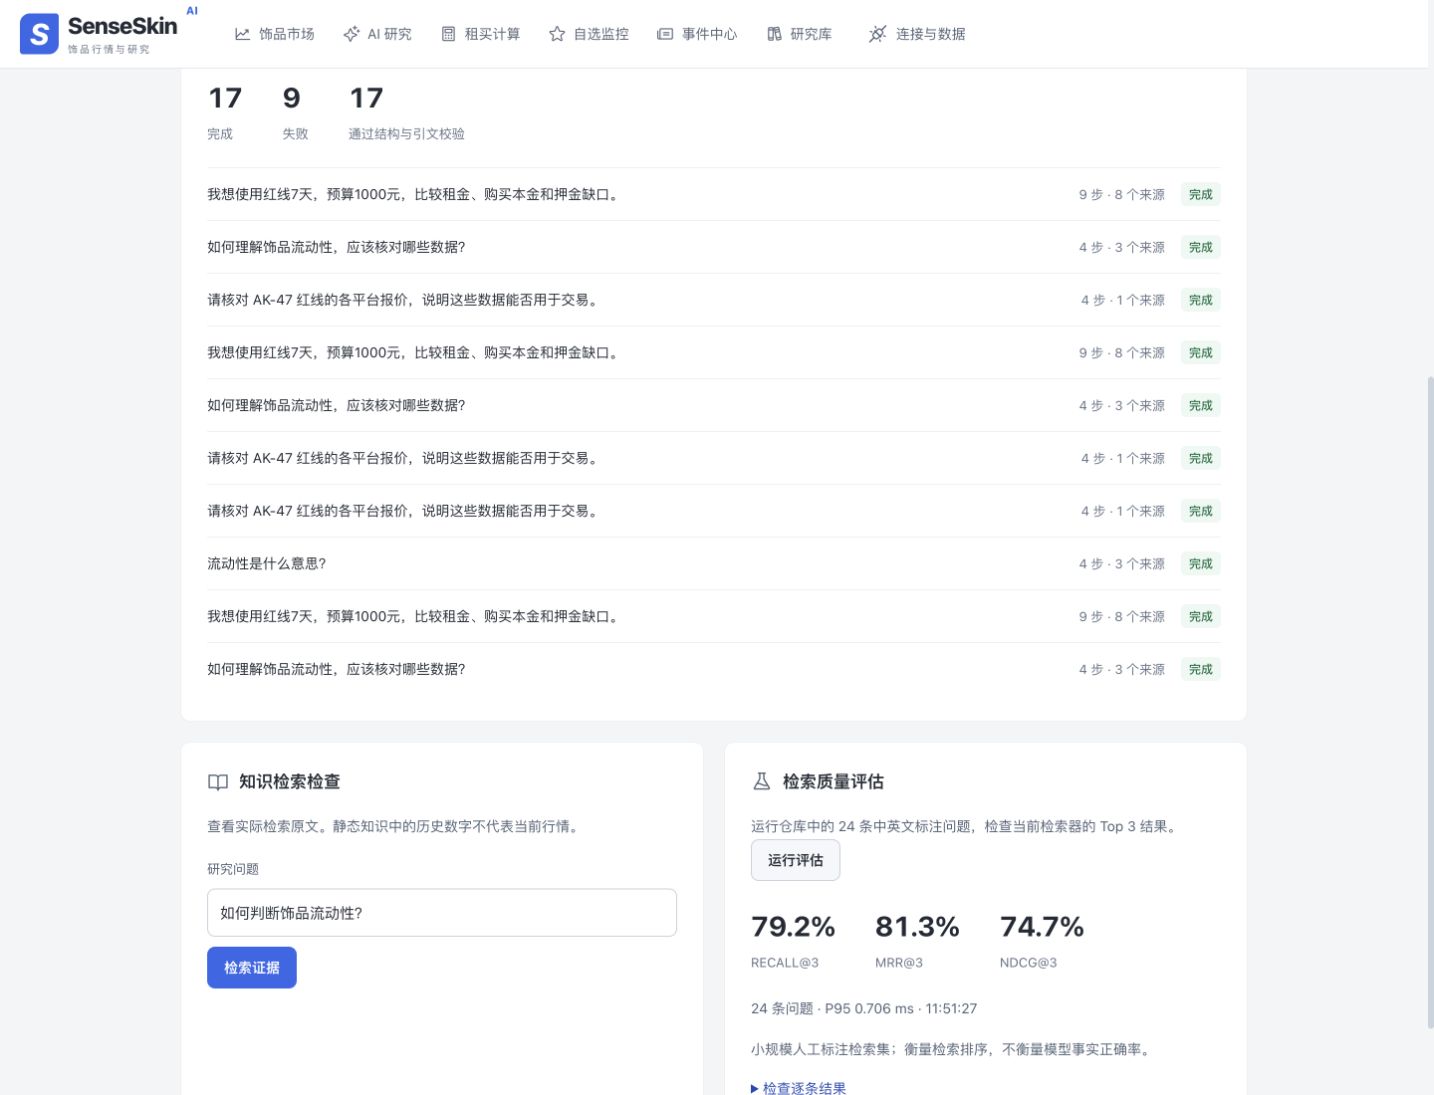 S SenseSkin AI
饰品行情与研究
饰品市场 AI 研究 租买计算 自选监控 事件中心 研究库 连接与数据
17 9 17
完成 失败 通过结构与引文校验
我想使用红线7天，预算1000元，比较租金、购买本金和押金缺口。 9 步 · 8 个来源 完成
如何理解饰品流动性，应该核对哪些数据? 4 步 · 3 个来源 完成
请核对 AK-47 红线的各平台报价，说明这些数据能否用于交易。 4 步 · 1 个来源 完成
我想使用红线7天，预算1000元，比较租金、购买本金和押金缺口。 9 步 · 8 个来源 完成
如何理解饰品流动性，应该核对哪些数据? 4 步 · 3 个来源 完成
请核对 AK-47 红线的各平台报价，说明这些数据能否用于交易。 4 步 · 1 个来源 完成
请核对 AK-47 红线的各平台报价，说明这些数据能否用于交易。 4 步 · 1 个来源 完成
流动性是什么意思? 4 步 · 3 个来源 完成
我想使用红线7天，预算1000元，比较租金、购买本金和押金缺口。 9 步 · 8 个来源 完成
如何理解饰品流动性，应该核对哪些数据? 4 步 · 3 个来源 完成
知识检索检查
查看实际检索原文。静态知识中的历史数字不代表当前行情。
研究问题
如何判断饰品流动性?
检索证据
检索质量评估
运行仓库中的 24 条中英文标注问题，检查当前检索器的 Top 3 结果。
运行评估
79.2% 81.3% 74.7%
RECALL@3 MRR@3 NDCG@3
24 条问题 · P95 0.706 ms · 11:51:27
小规模人工标注检索集；衡量检索排序，不衡量模型事实正确率。
▶ 检查逐条结果